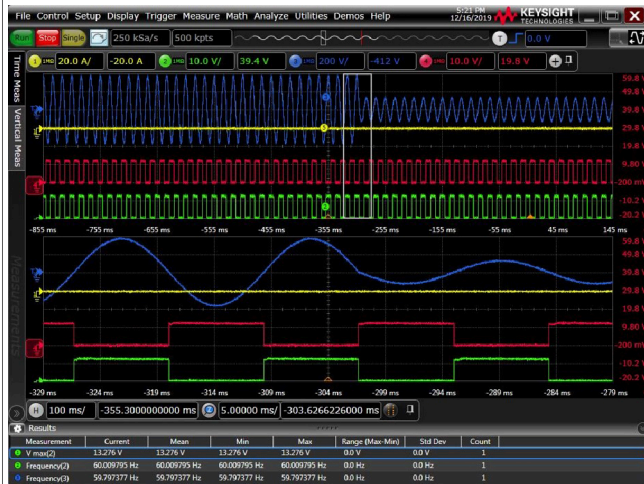 File Control Setup Display Trigger Measure Math Analyze Utilities Demos Help
5:21 PM
12/16/2019
KEYSIGHT
TECHNOLOGIES
Run Stop Single 250 kSa/s 500 kpts T 0.0 V
1 1MΩ 20.0 A/ -20.0 A 2 1MΩ 10.0 V/ 39.4 V 3 1MΩ 200 V/ -412 V 4 1MΩ 10.0 V/ 19.8 V
Time Meas
Vertical Meas
Measurements
59.8 V
49.8 V
39.8 V
29.8 V
19.8 V
9.80 V
-200 mV
-10.2 V
-20.2 V
-855 ms -755 ms -655 ms -555 ms -455 ms -355 ms -255 ms -155 ms -55 ms 45 ms 145 ms
59.8 V
49.8 V
39.8 V
29.8 V
19.8 V
9.80 V
-200 mV
-10.2 V
-20.2 V
-329 ms -324 ms -319 ms -314 ms -309 ms -304 ms -299 ms -294 ms -289 ms -284 ms -279 ms
H 100 ms/ -355.3000000000 ms 5.00000 ms/ -303.6266226000 ms
Results
Measurement Current Mean Min Max Range (Max-Min) Std Dev Count
V max(2) 13.276 V 13.276 V 13.276 V 13.276 V 0.0 V 0.0 V 1
Frequency(2) 60.009795 Hz 60.009795 Hz 60.009795 Hz 60.009795 Hz 0.0 Hz 0.0 Hz 1
Frequency(3) 59.797377 Hz 59.797377 Hz 59.797377 Hz 59.797377 Hz 0.0 Hz 0.0 Hz 1